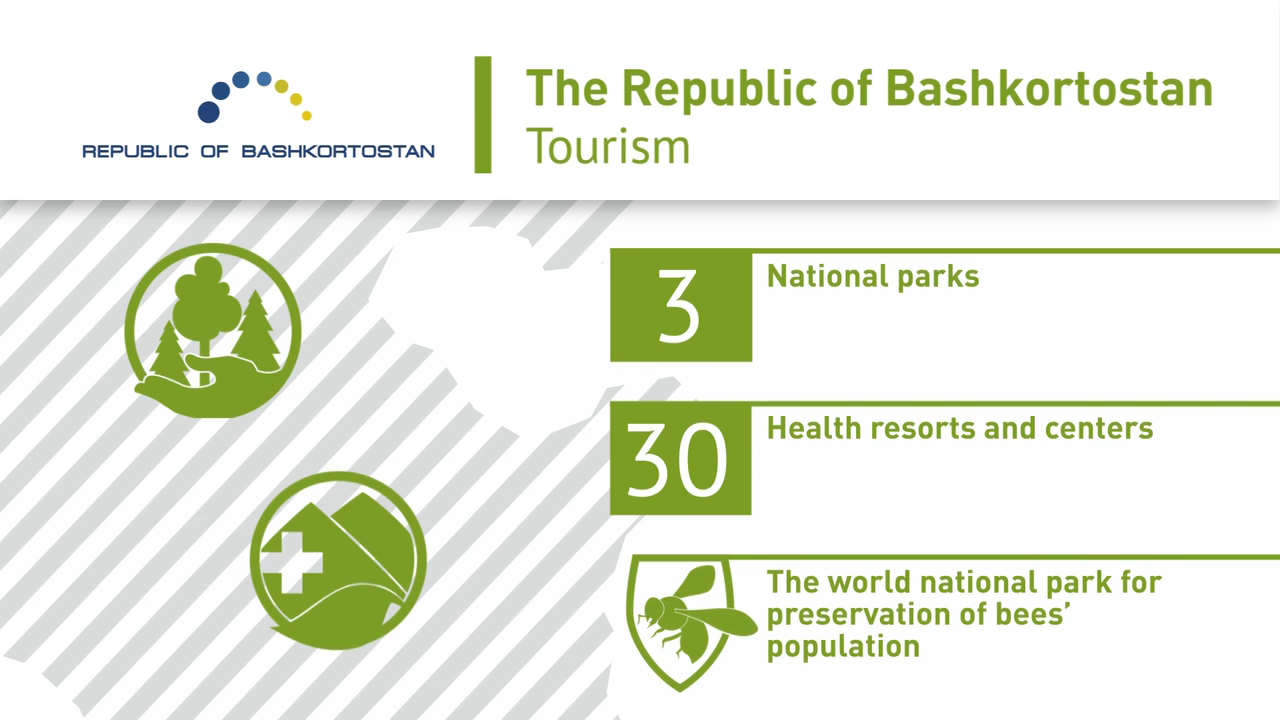 REPUBLIC OF BASHKORTOSTAN
The Republic of Bashkortostan
Tourism
3
National parks
30
Health resorts and centers
The world national park for
preservation of bees’
population